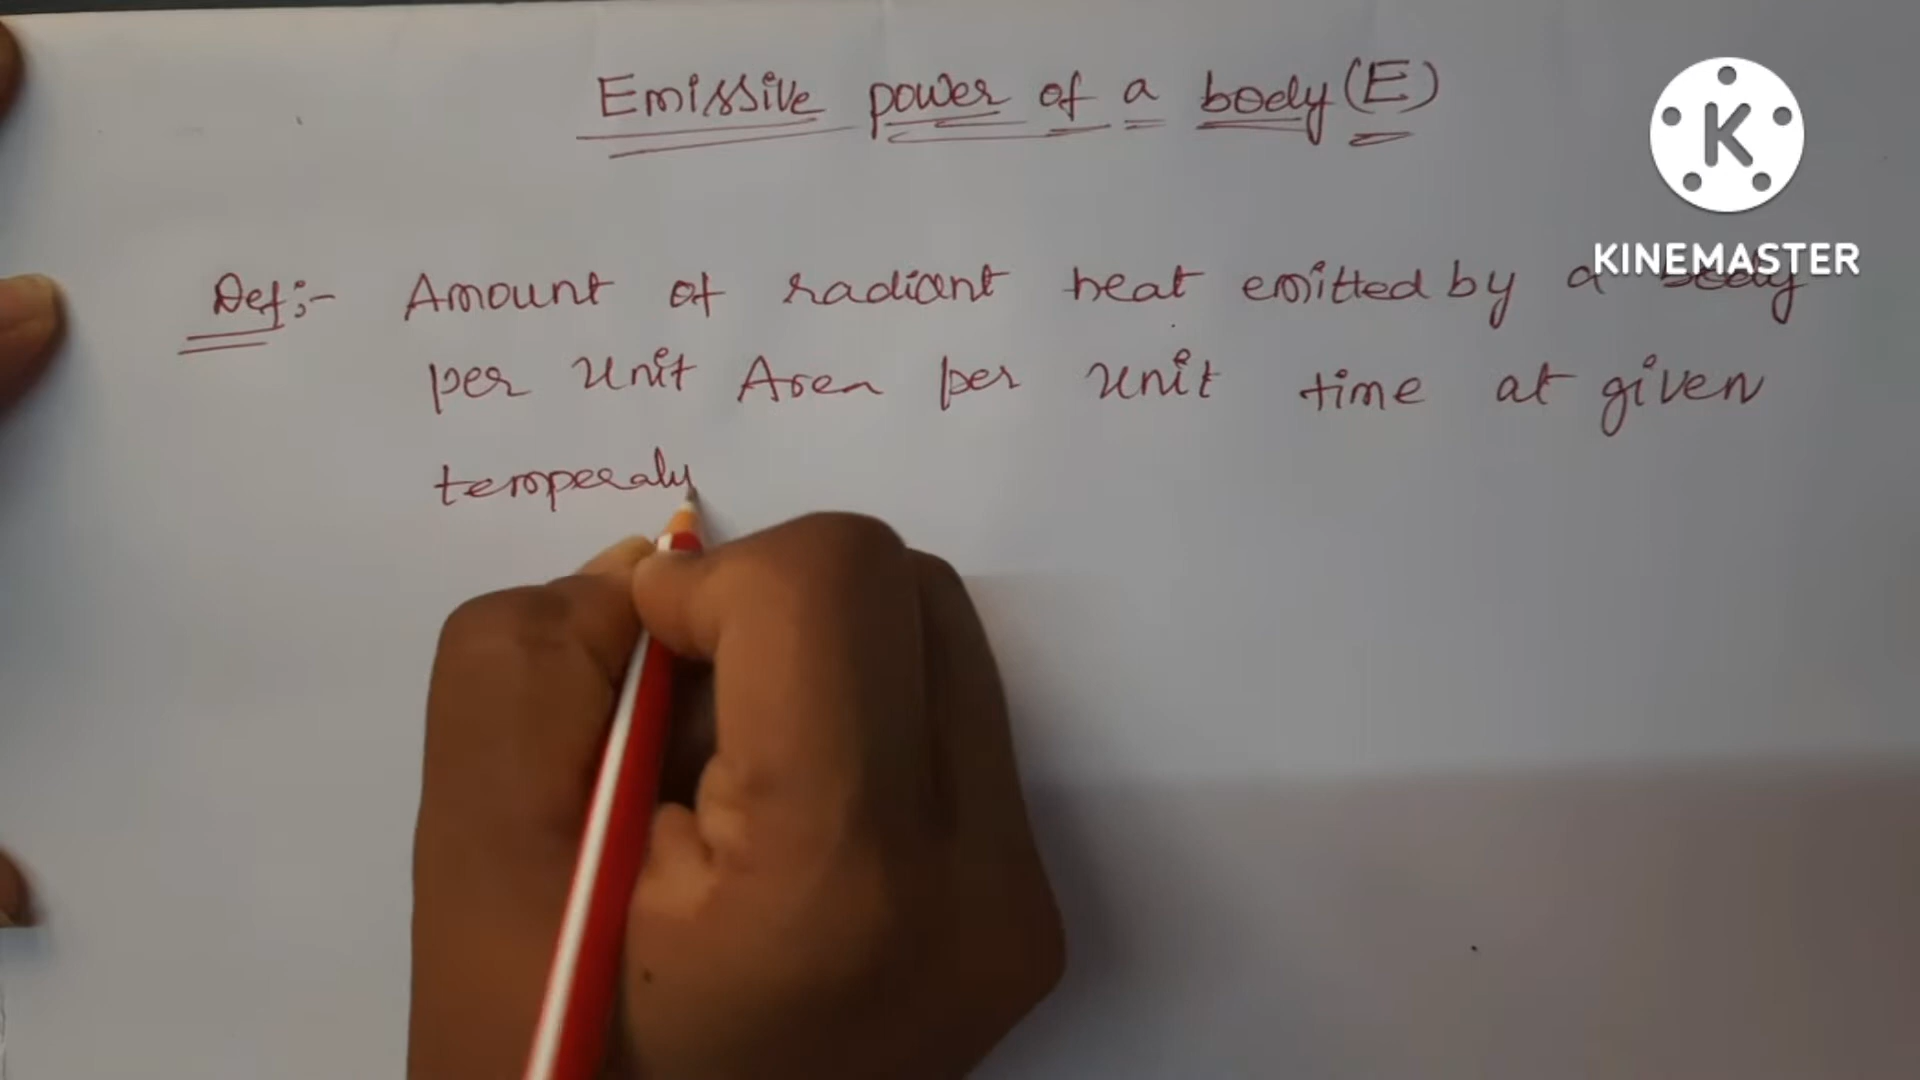 Emissive power of a body (E)
KINEMASTER
Def:- Amount of radiant heat emitted by a body
per unit Area per unit time at given
temperatu